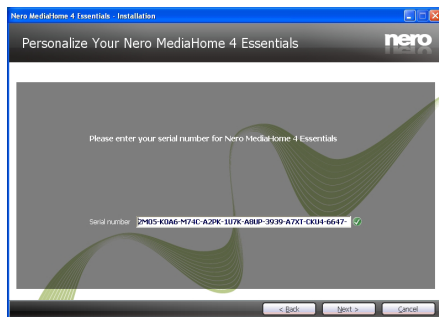 Nero MediaHome 4 Essentials - Installation
Personalize Your Nero MediaHome 4 Essentials
nero
Please enter your serial number for Nero MediaHome 4 Essentials
Serial number 2M05-K0A6-M74C-A2PK-1U7K-A8UP-3939-A7XT-CKU4-6647-
< Back Next > Cancel